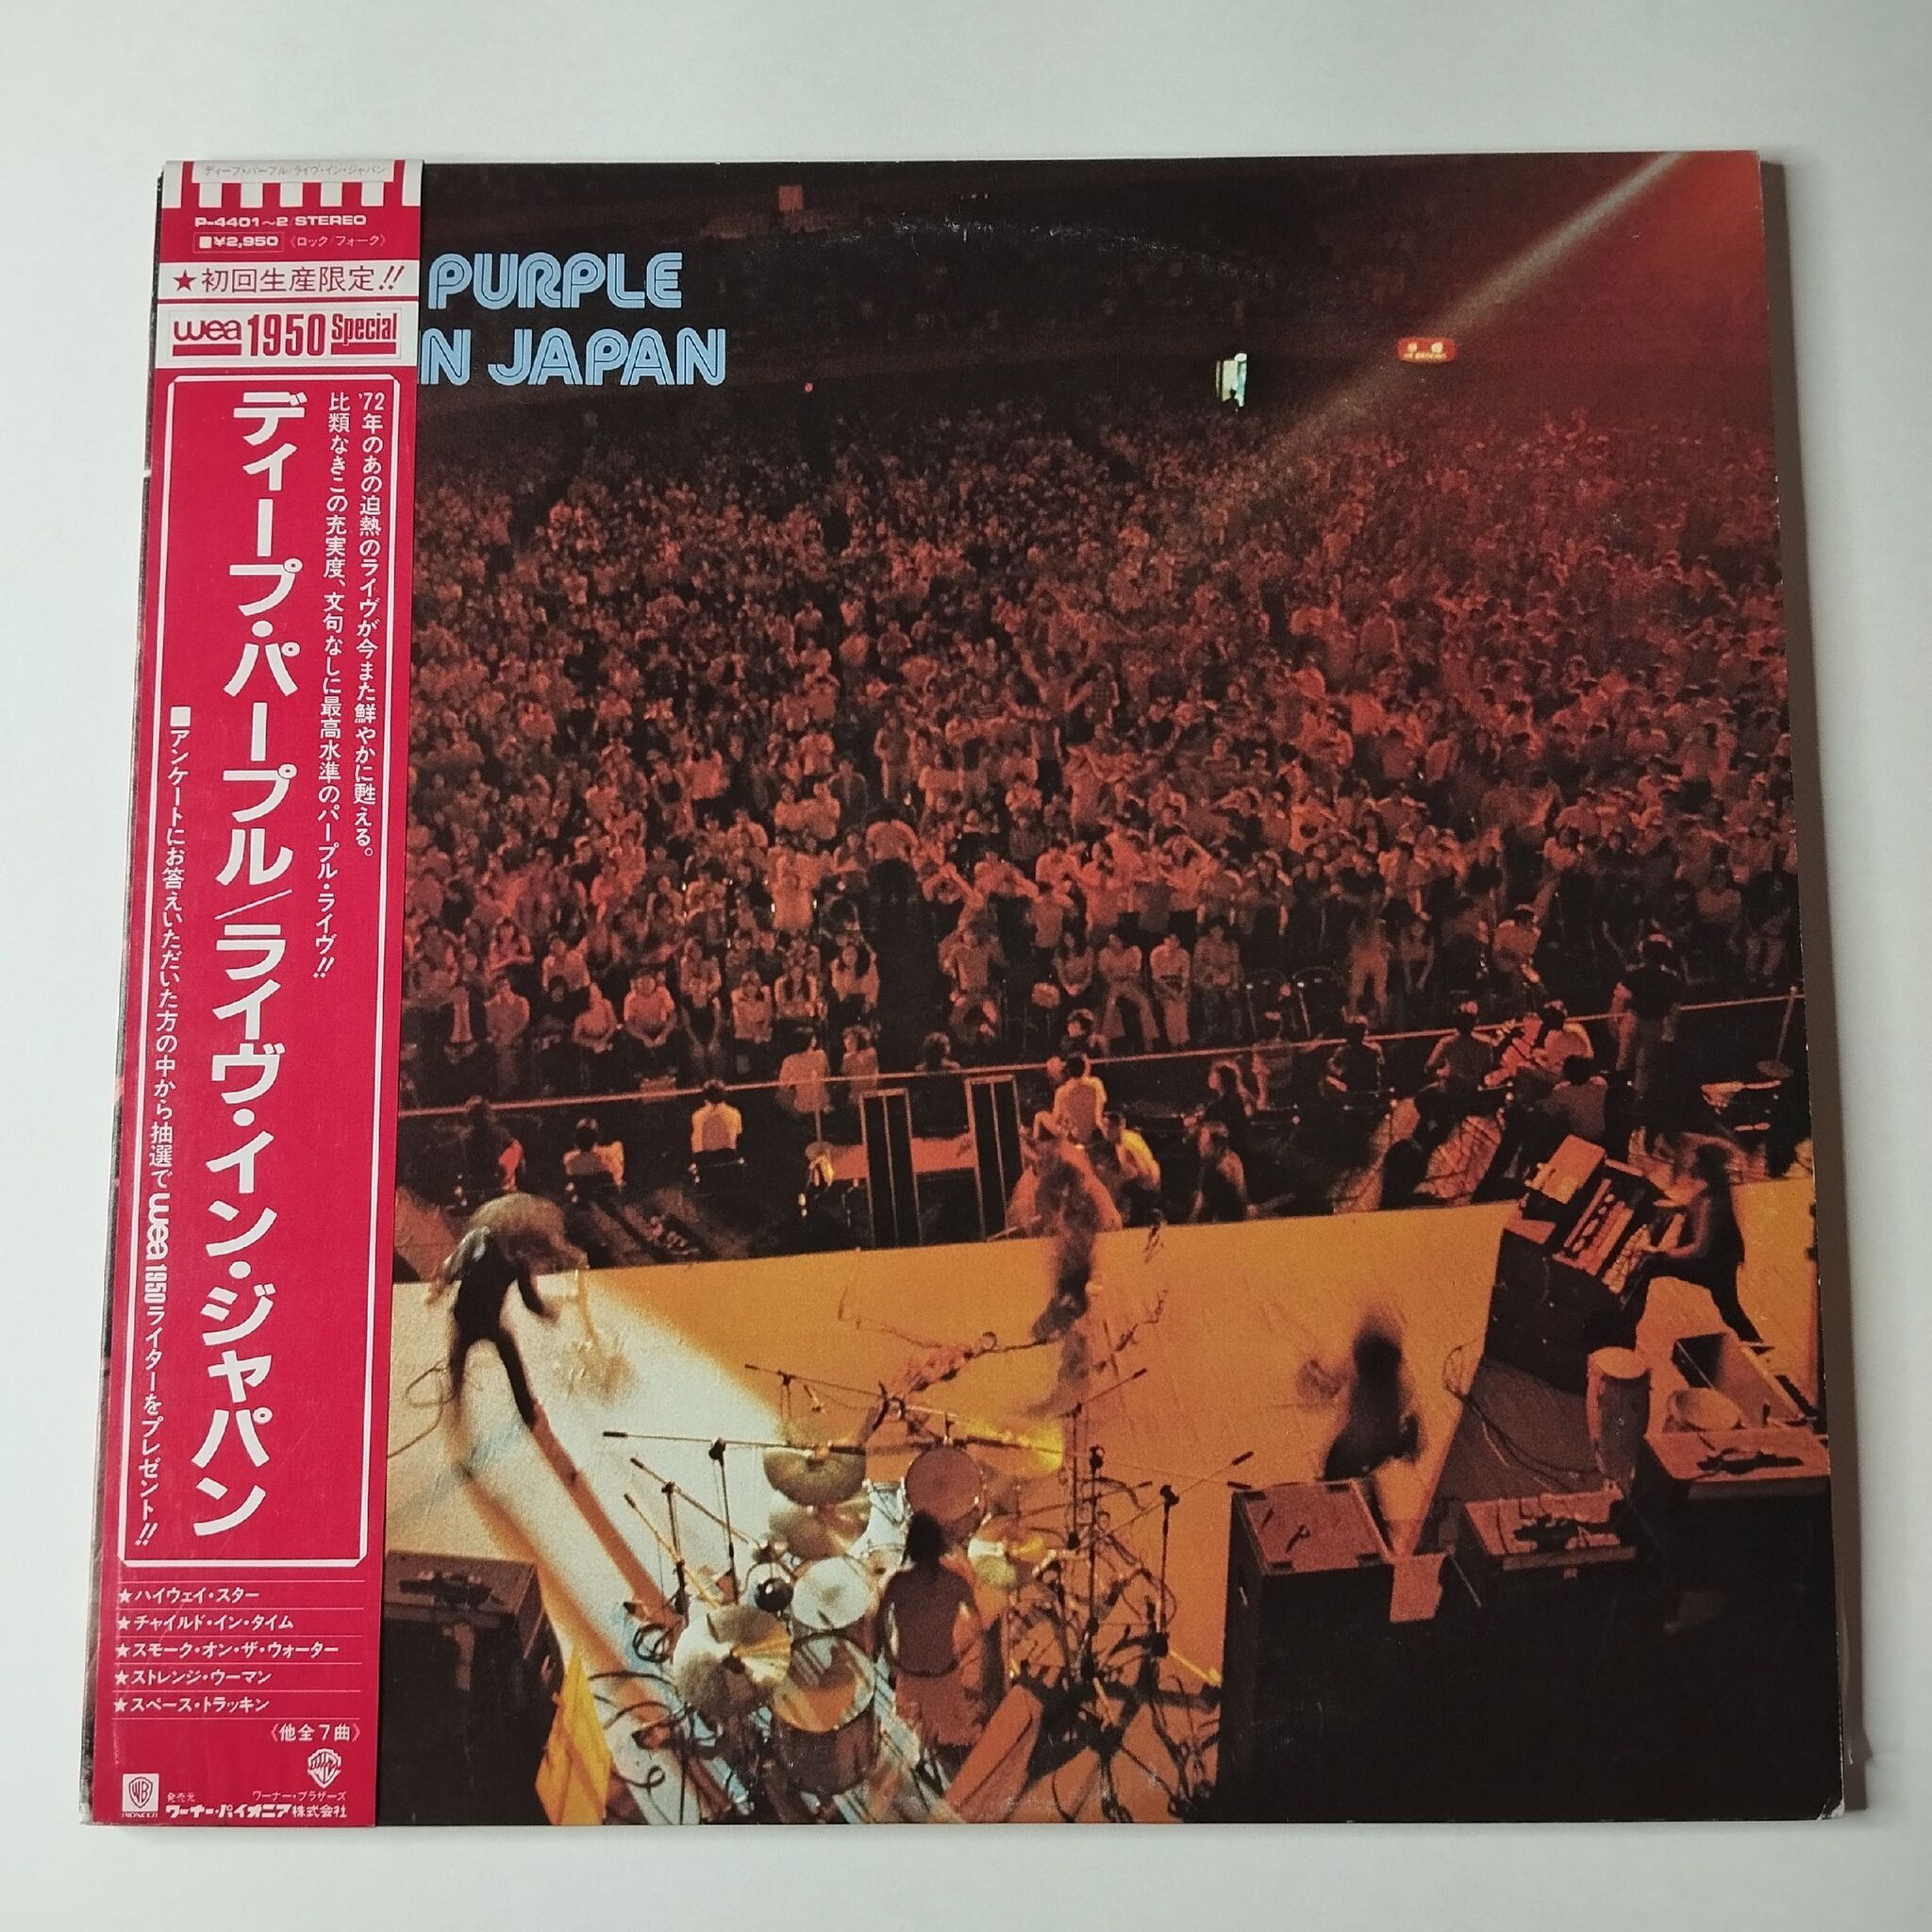 ディープ・パープル/ライヴ・イン・ジャパン
P-4401~2/STEREO
■¥2,950《ロック/フォーク》
★初回生産限定!!
wea 1950 Special
PURPLE
N JAPAN
'72年のあの迫熱のライヴが今また鮮やかに甦える。
比類なきこの充実度、文句なしに最高水準のパープル・ライヴ!!
ディープ・パープル/ライヴ・イン・ジャパン
■アンケートにお答えいただいた方の中から抽選でwea 1950ライターをプレゼント!!
★ハイウェイ・スター
★チャイルド・イン・タイム
★スモーク・オン・ザ・ウォーター
★ストレンジ・ウーマン
★スペース・トラッキン
《他全7曲》
WB
PIONEER
発売元
ワーナー・ブラザーズ
ワーナー・パイオニア株式会社